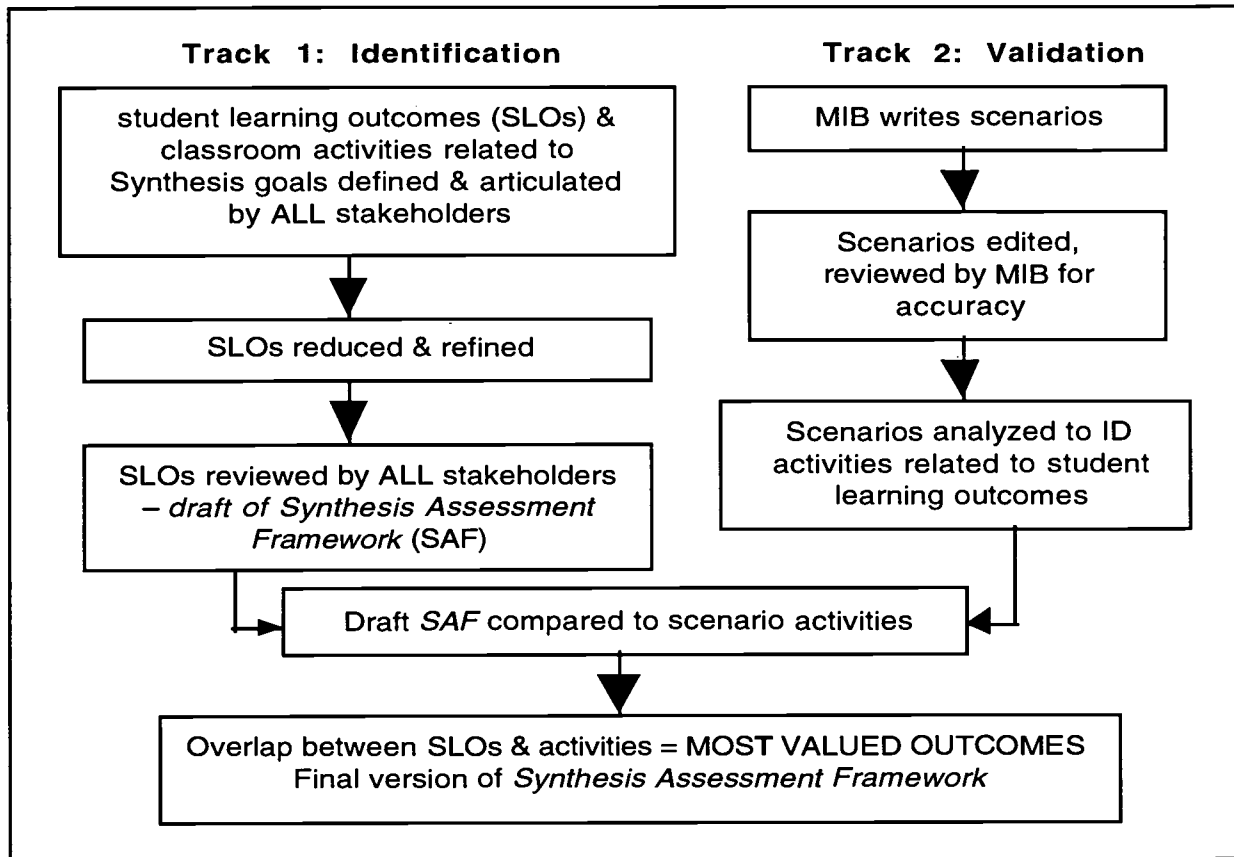 Track 1: Identification
student learning outcomes (SLOs) &
classroom activities related to
Synthesis goals defined & articulated
by ALL stakeholders
SLOs reduced & refined
SLOs reviewed by ALL stakeholders
– draft of Synthesis Assessment
Framework (SAF)
Track 2: Validation
MIB writes scenarios
Scenarios edited,
reviewed by MIB for
accuracy
Scenarios analyzed to ID
activities related to student
learning outcomes
Draft SAF compared to scenario activities
Overlap between SLOs & activities = MOST VALUED OUTCOMES
Final version of Synthesis Assessment Framework